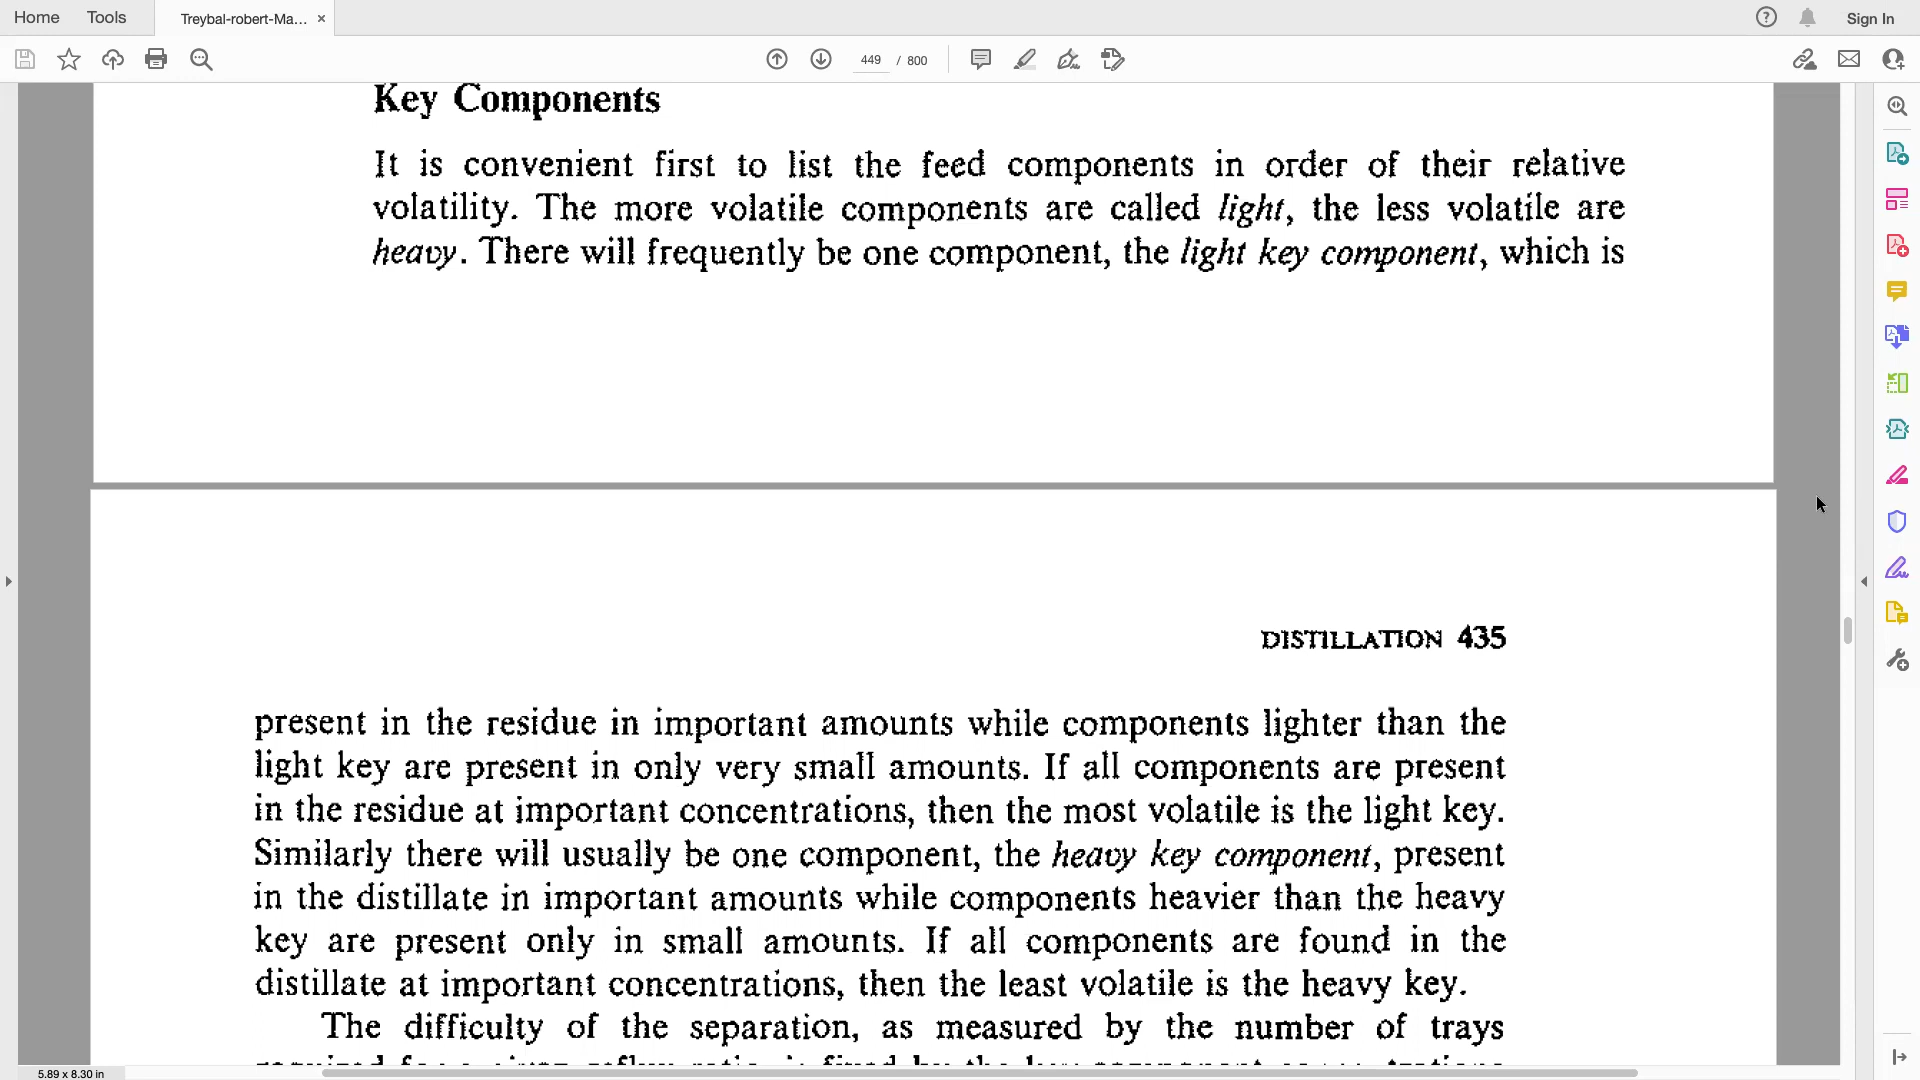 Home Tools Treybal-robert-Ma... × Sign In
449 / 800
Key Components
It is convenient first to list the feed components in order of their relative
volatility. The more volatile components are called light, the less volatile are
heavy. There will frequently be one component, the light key component, which is
DISTILLATION 435
present in the residue in important amounts while components lighter than the
light key are present in only very small amounts. If all components are present
in the residue at important concentrations, then the most volatile is the light key.
Similarly there will usually be one component, the heavy key component, present
in the distillate in important amounts while components heavier than the heavy
key are present only in small amounts. If all components are found in the
distillate at important concentrations, then the least volatile is the heavy key.
The difficulty of the separation, as measured by the number of trays
5.89 x 8.30 in